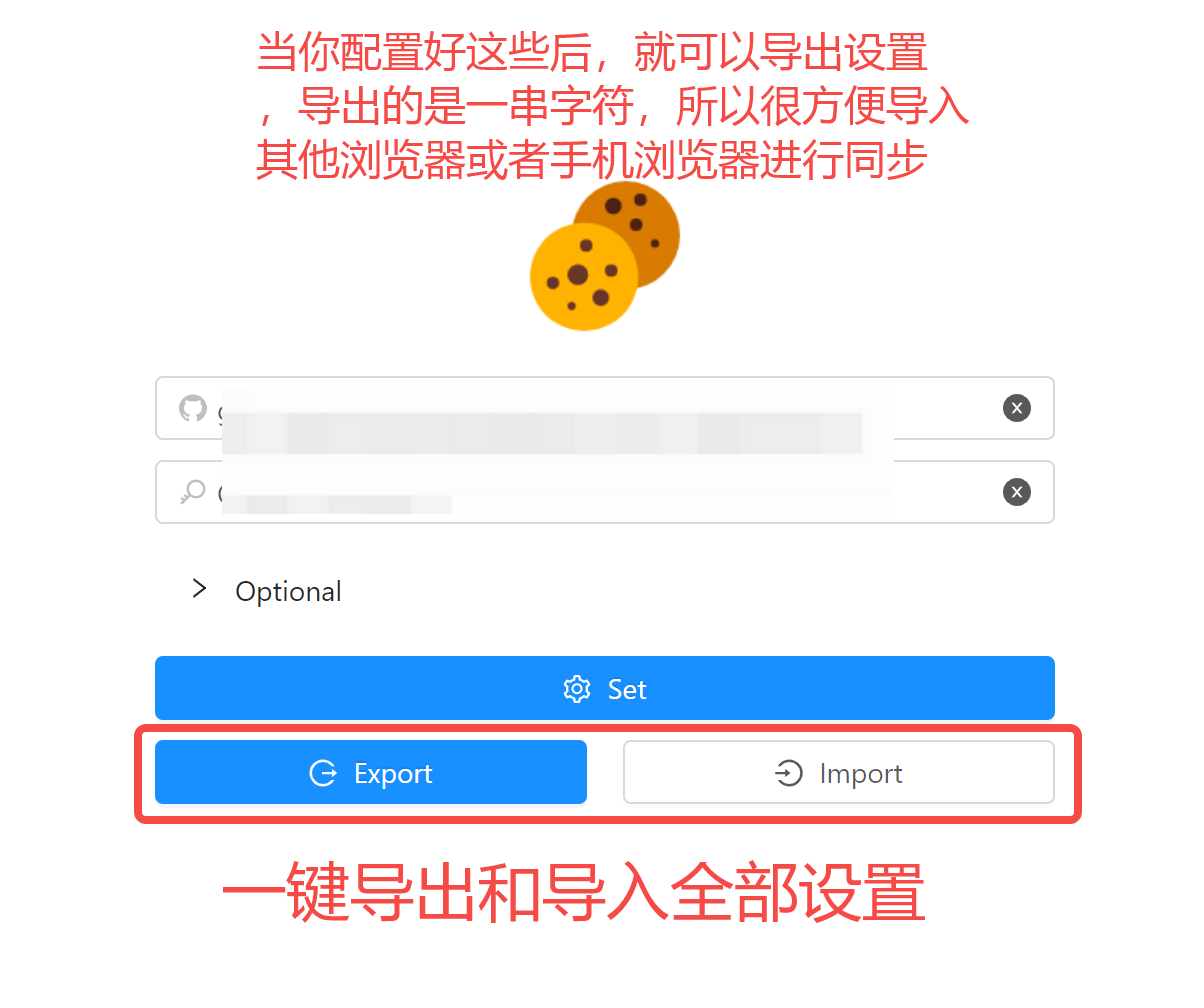 当你配置好这些后，就可以导出设置
，导出的是一串字符，所以很方便导入
其他浏览器或者手机浏览器进行同步
Optional
Set
Export
Import
一键导出和导入全部设置